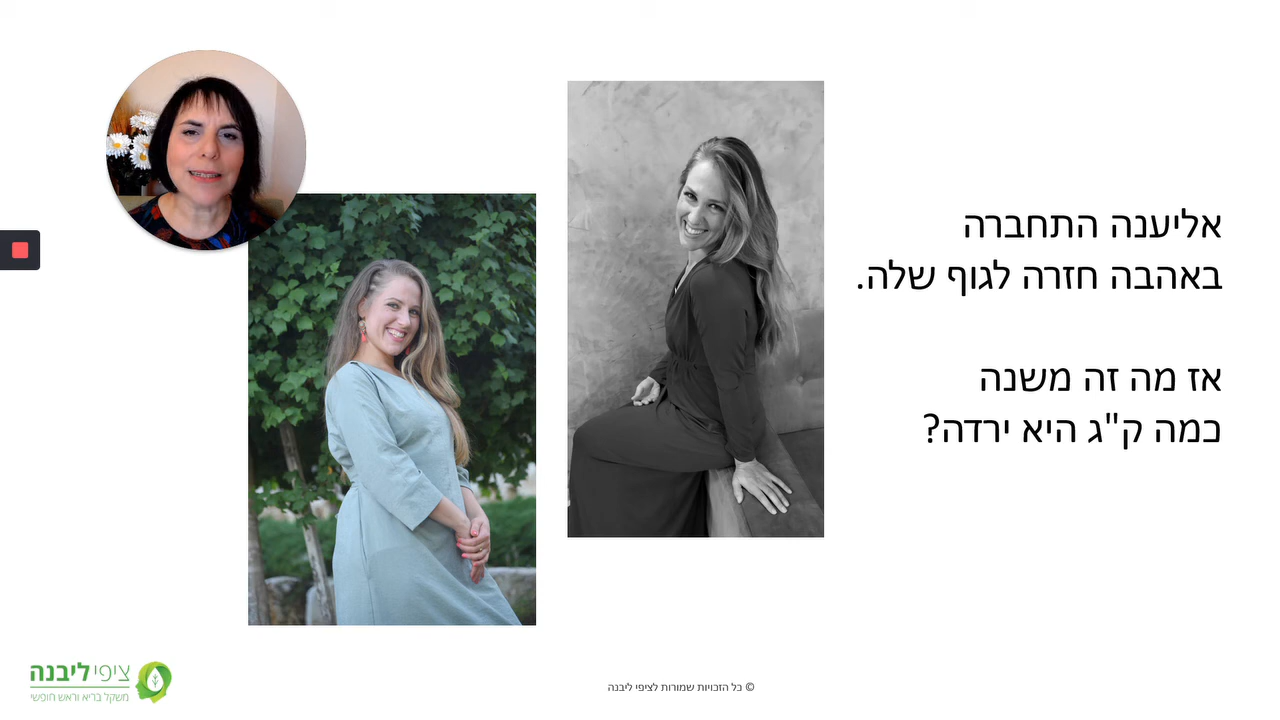 אליענה התחברה
באהבה חזרה לגוף שלה.
אז מה זה משנה
כמה ק"ג היא ירדה?
ציפי ליבנה
משקל בריא וראש חופשי
© כל הזכויות שמורות לציפי ליבנה